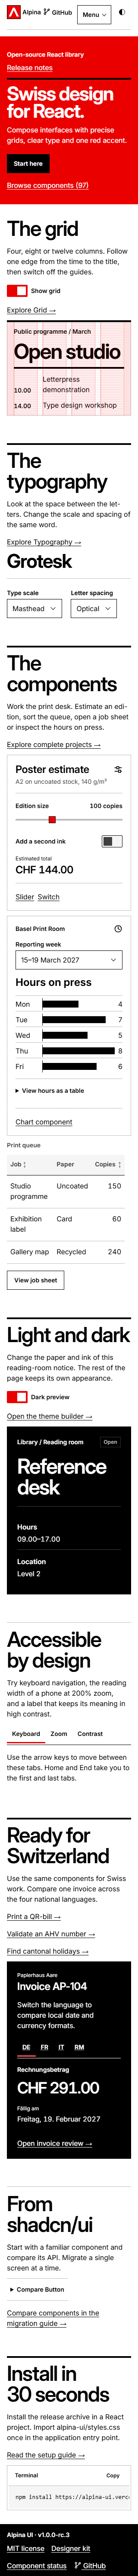 Alpina GitHub Menu
Open-source React library
Release notes
Swiss design
for React.
Compose interfaces with precise
grids, clear type and one red accent.
Start here
Browse components (97)
The grid
Four, eight or twelve columns. Follow
one edge from the time to the title,
then switch off the guides.
Show grid
Explore Grid →
Public programme / March
Open studio
10.00 Letterpress
demonstration
14.00 Type design workshop
The
typography
Look at the space between the let-
ters. Change the scale and spacing of
the same word.
Explore Typography →
Grotesk
Type scale Letter spacing
Masthead Optical
The
components
Work the print desk. Estimate an edi-
tion, sort the queue, open a job sheet
or inspect the hours on press.
Explore complete projects →
Poster estimate
A2 on uncoated stock, 140 g/m²
Edition size 100 copies
Add a second ink
Estimated total
CHF 144.00
Slider Switch
Basel Print Room
Reporting week
15–19 March 2027
Hours on press
Mon 4
Tue 7
Wed 5
Thu 8
Fri 6
View hours as a table
Chart component
Print queue
Job Paper Copies
Studio
programme Uncoated 150
Exhibition
label Card 60
Gallery map Recycled 240
View job sheet
Light and dark
Change the paper and ink of this
reading-room notice. The rest of the
page keeps its own appearance.
Dark preview
Open the theme builder →
Library / Reading room Open
Reference
desk
Hours
09.00–17.00
Location
Level 2
Accessible
by design
Try keyboard navigation, the reading
width of a phone at 200% zoom,
and a label that keeps its meaning in
high contrast.
Keyboard Zoom Contrast
Use the arrow keys to move between
these tabs. Home and End take you to
the first and last tabs.
Ready for
Switzerland
Use the same components for Swiss
work. Compare one invoice across
the four national languages.
Print a QR-bill →
Validate an AHV number →
Find cantonal holidays →
Papierhaus Aare
Invoice AP-104
Switch the language to
compare local date and
currency formats.
DE FR IT RM
Rechnungsbetrag
CHF 291.00
Fällig am
Freitag, 19. Februar 2027
Open invoice review →
From
shadcn/ui
Start with a familiar component and
compare its API. Migrate a single
screen at a time.
Compare Button
Compare components in the
migration guide →
Install in
30 seconds
Install the release archive in a React
project. Import alpina-ui/styles.css
once in the application entry point.
Read the setup guide →
Terminal Copy
npm install https://alpina-ui.verce
Alpina UI · v1.0.0-rc.3
MIT license Designer kit
Component status GitHub